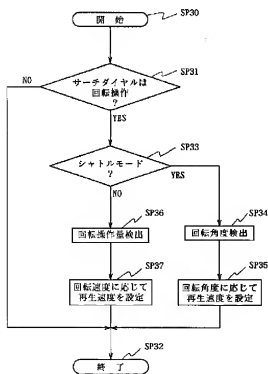 開始
SP30
サーチダイヤルは
回転操作
?
SP31
NO
YES
シャトルモード
?
SP33
YES
NO
SP36
回転操作量検出
SP34
回転角度検出
SP37
回転速度に応じて
再生速度を設定
SP35
回転角度に応じて
再生速度を設定
SP32
終了